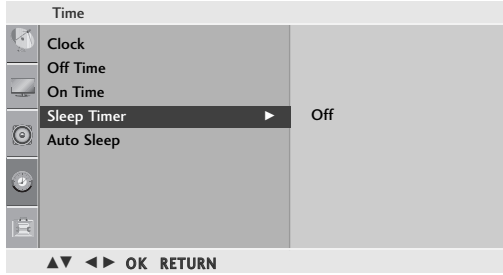 Time
Clock
Off Time
On Time
Sleep Timer ► Off
Auto Sleep
▲▼ ◄► OK RETURN